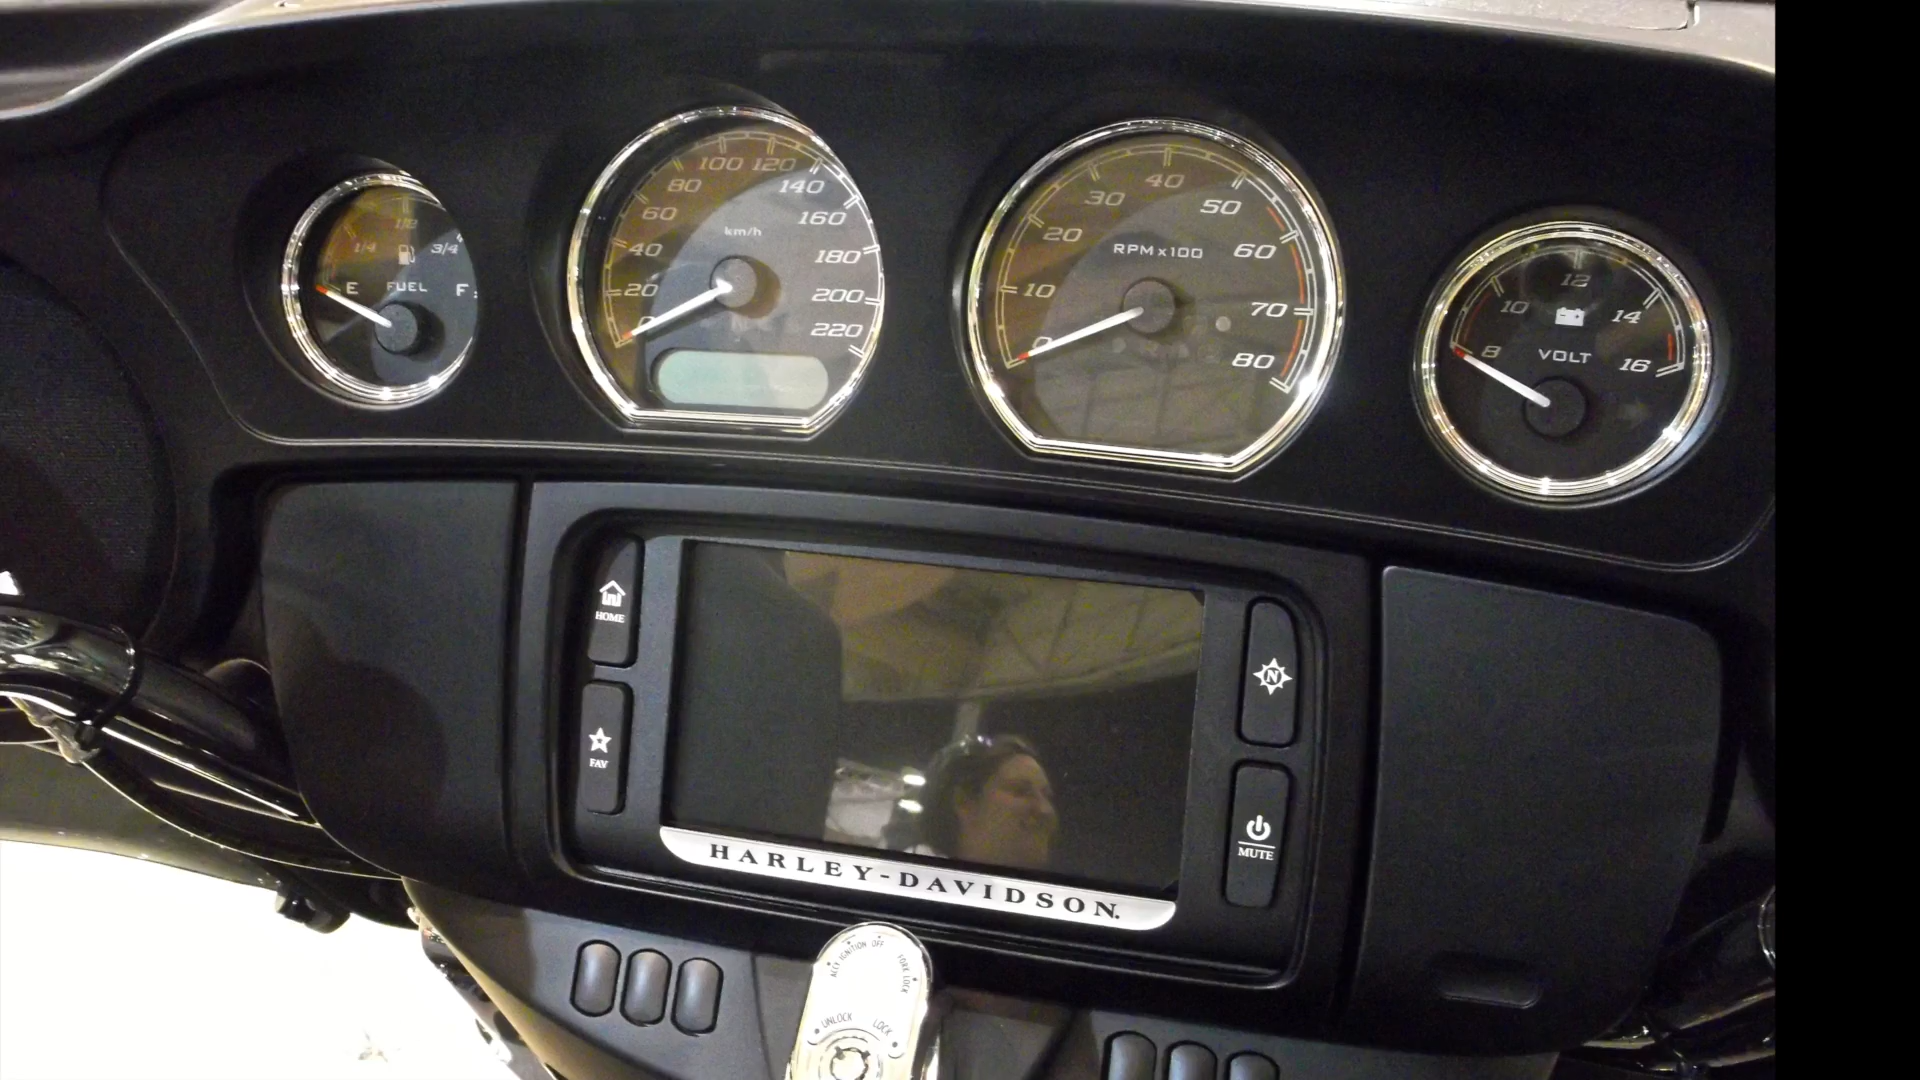 1/4 1/2 3/4
E FUEL F
0 20 40 60 80 100 120 140 160 180 200 220
km/h
0 10 20 30 40 50 60 70 80
RPM x100
8 10 12 14 16
VOLT
HOME
FAV
N
MUTE
HARLEY-DAVIDSON.
ACCY IGNITION OFF FORK LOCK
UNLOCK LOCK